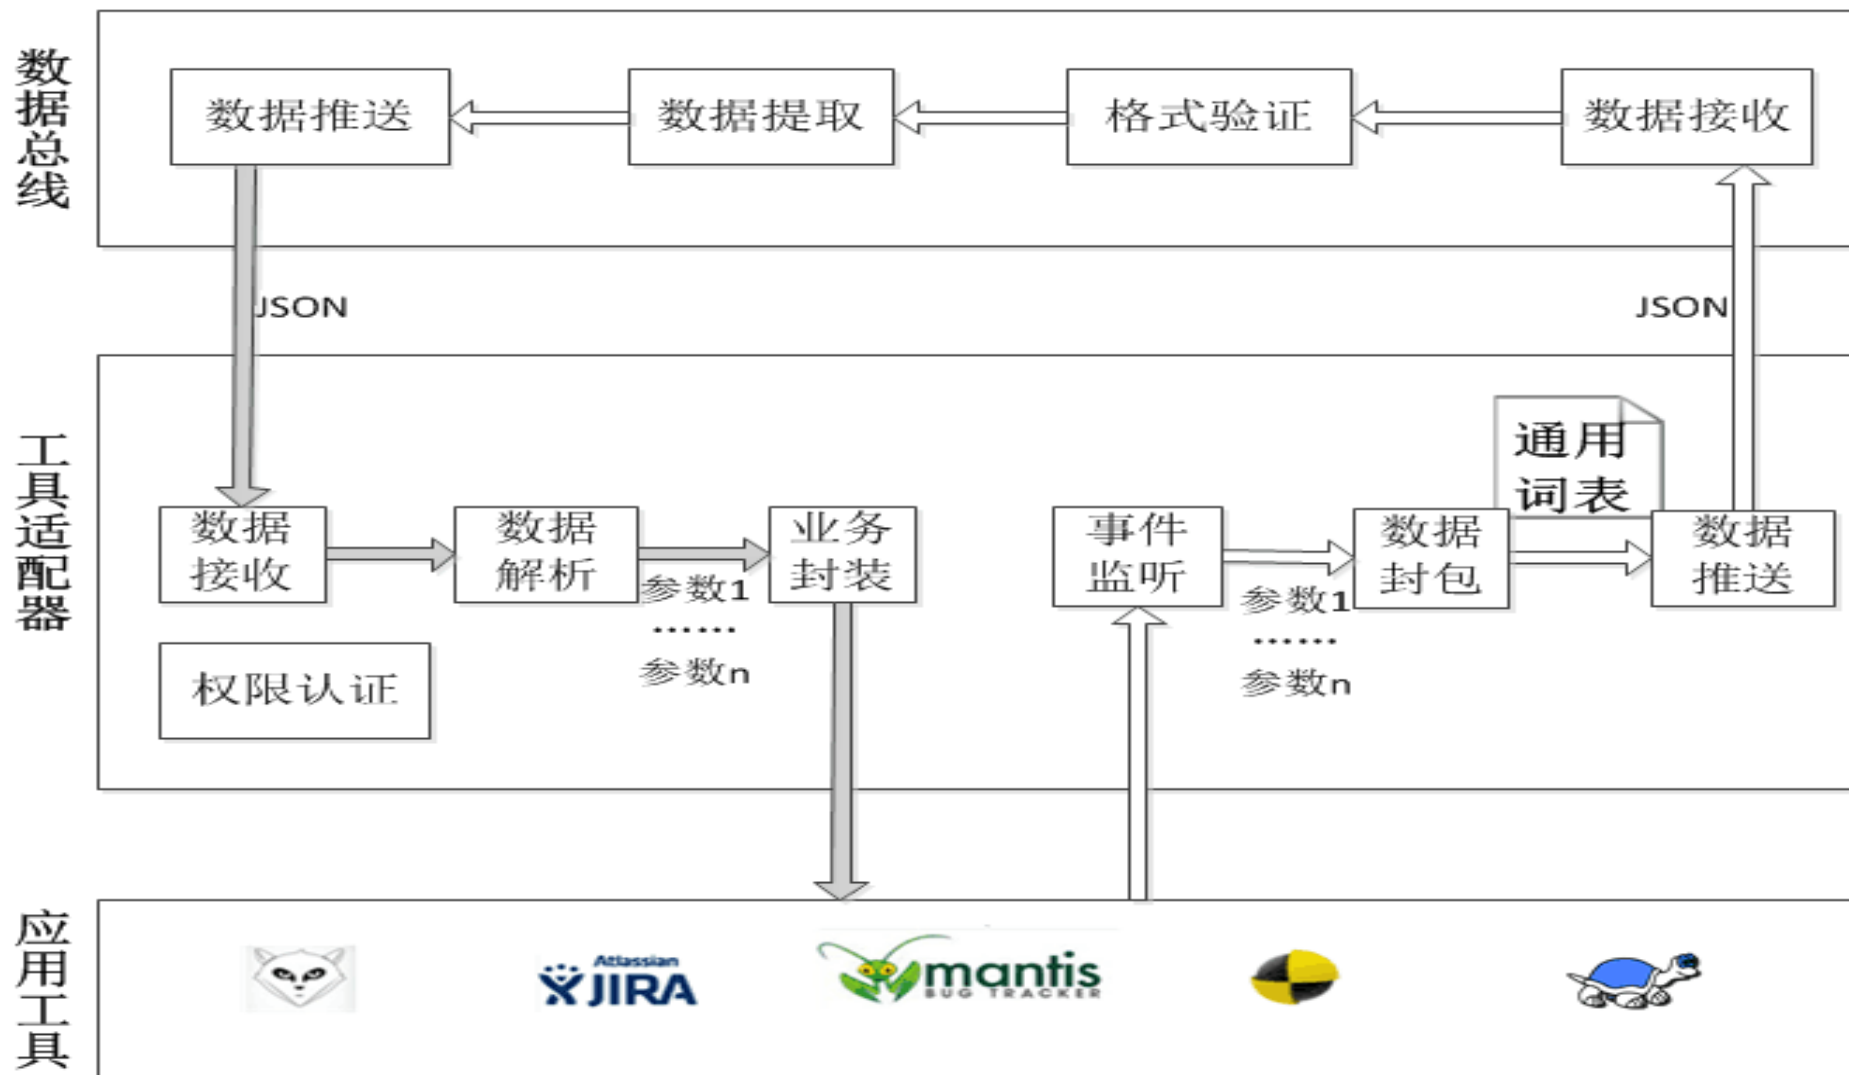 数据总线
数据推送
数据提取
格式验证
数据接收
JSON
JSON
工具适配器
通用
词表
数据
接收
数据
解析
业务
封装
事件
监听
数据
封包
数据
推送
参数1
……
参数n
参数1
……
参数n
权限认证
应用工具
Atlassian
JIRA
mantis
BUG TRACKER